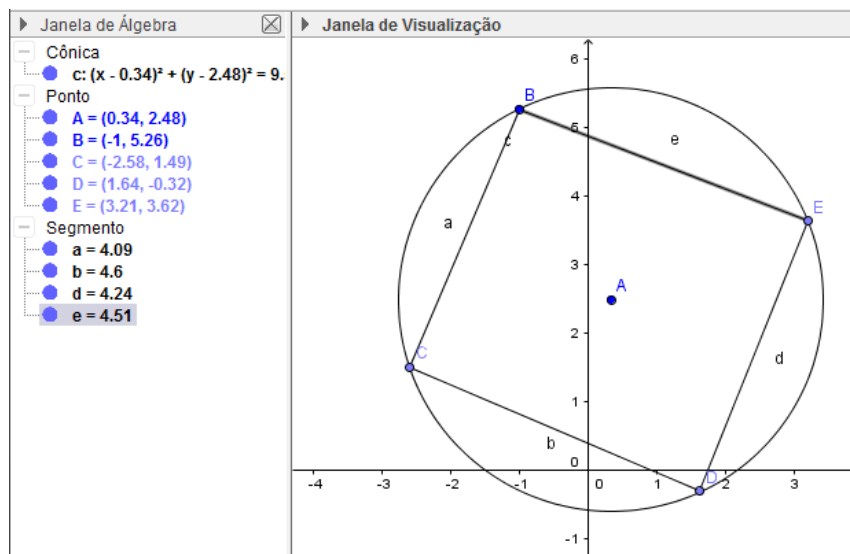 Janela de Álgebra
Cônica
c: (x - 0.34)² + (y - 2.48)² = 9.
Ponto
A = (0.34, 2.48)
B = (-1, 5.26)
C = (-2.58, 1.49)
D = (1.64, -0.32)
E = (3.21, 3.62)
Segmento
a = 4.09
b = 4.6
d = 4.24
e = 4.51
Janela de Visualização
6
B
5
c
e
4
a
E
3
A
2
C
d
1
b
0
D
-4 -3 -2 -1 0 1 2 3
-1